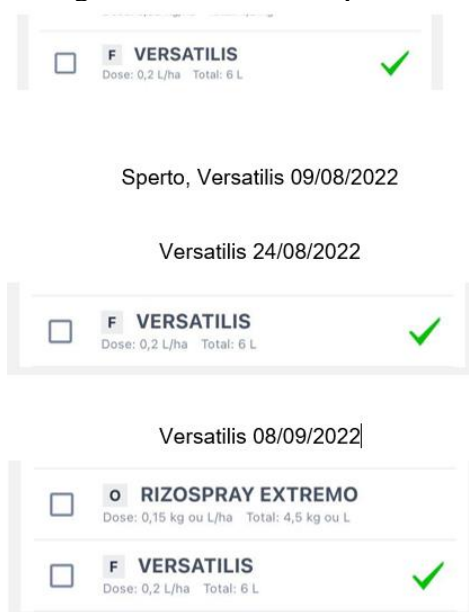 F VERSATILIS
Dose: 0,2 L/ha Total: 6 L
Sperto, Versatilis 09/08/2022
Versatilis 24/08/2022
F VERSATILIS
Dose: 0,2 L/ha Total: 6 L
Versatilis 08/09/2022
O RIZOSPRAY EXTREMO
Dose: 0,15 kg ou L/ha Total: 4,5 kg ou L
F VERSATILIS
Dose: 0,2 L/ha Total: 6 L